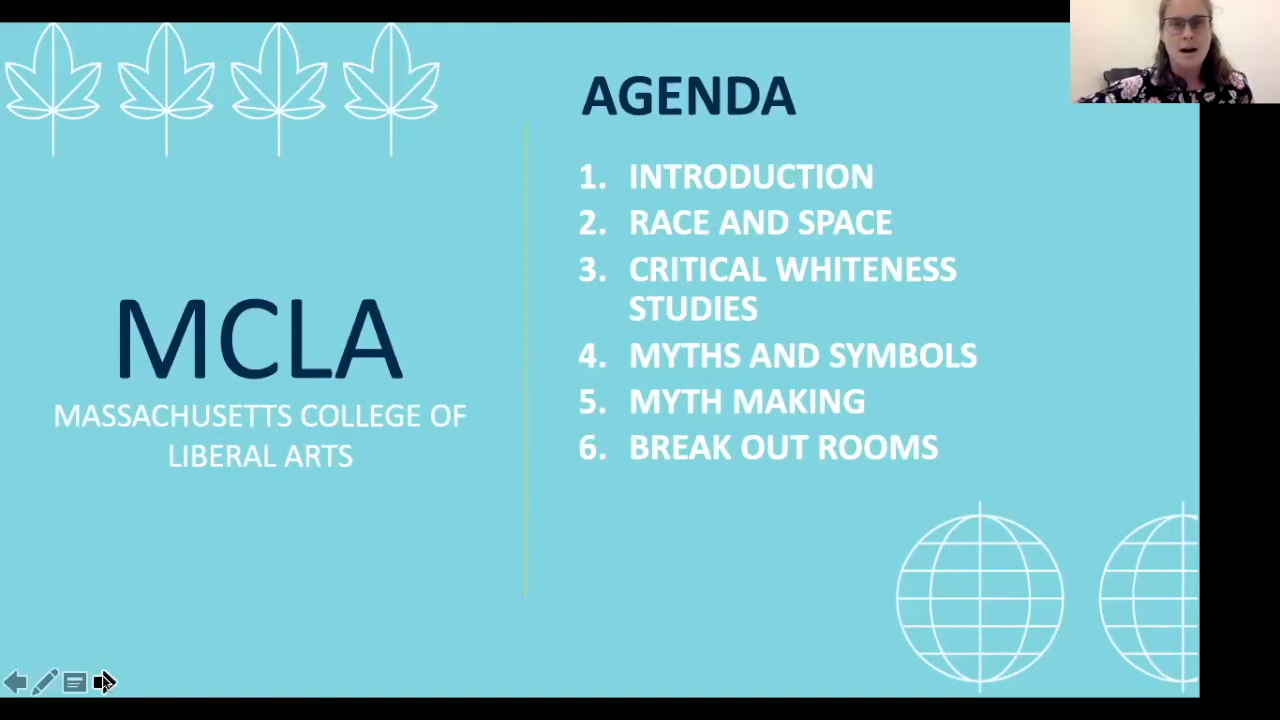 MCLA
MASSACHUSETTS COLLEGE OF
LIBERAL ARTS
AGENDA
1. INTRODUCTION
2. RACE AND SPACE
3. CRITICAL WHITENESS
STUDIES
4. MYTHS AND SYMBOLS
5. MYTH MAKING
6. BREAK OUT ROOMS